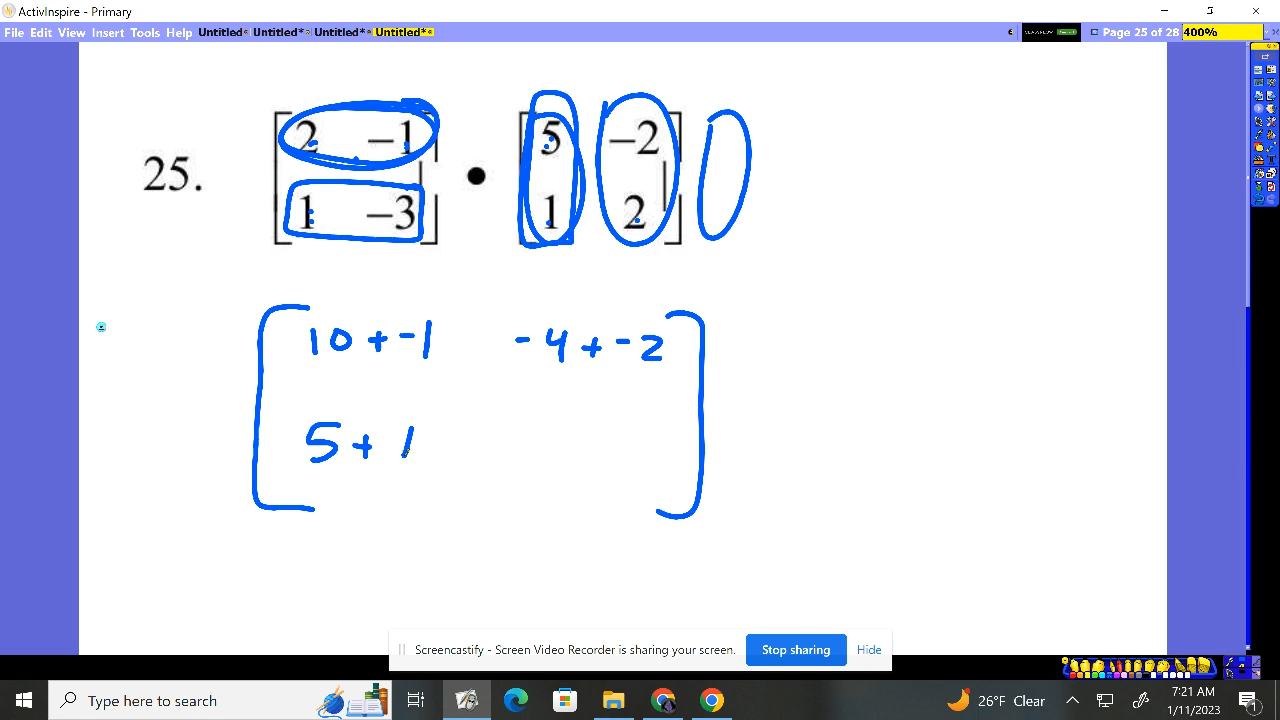 ActivInspire - Primary
File Edit View Insert Tools Help Untitled* Untitled* Untitled* Untitled* Page 25 of 28 400%
25. [2 −1 • [5 −2]
1 −3] 1 2]
10 + -1 -4 + -2
5 + 1
Screencastify - Screen Video Recorder is sharing your screen. Stop sharing Hide
Type here to search
26°F Clear
7:21 AM
1/11/2023